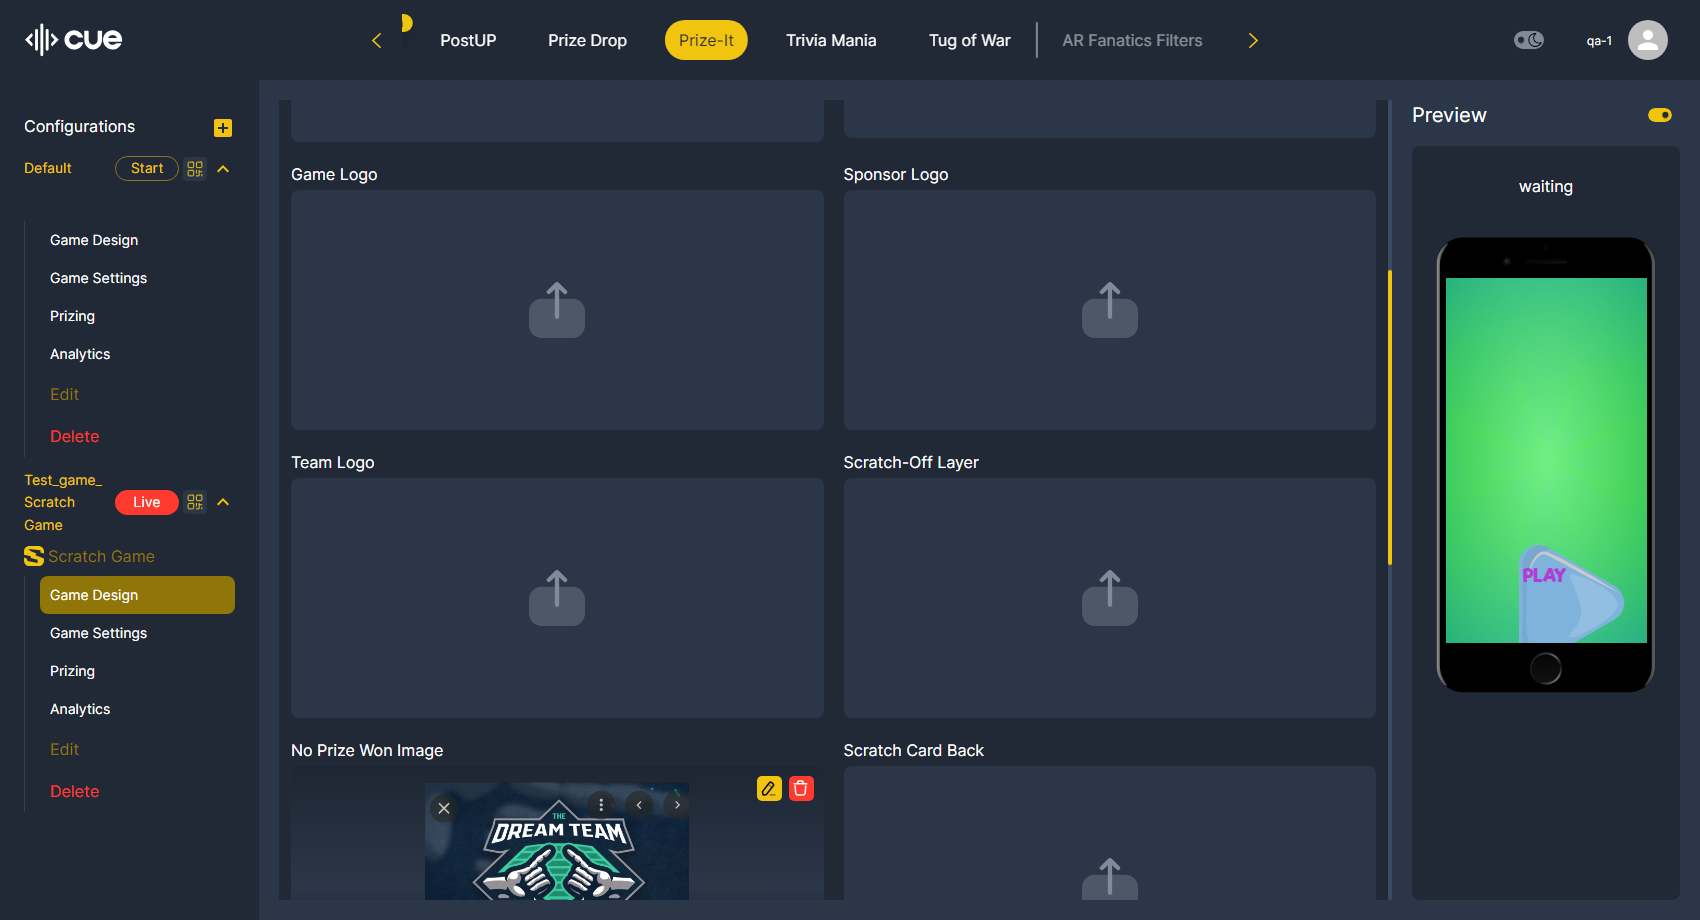 cue
PostUP
Prize Drop
Prize-It
Trivia Mania
Tug of War
AR Fanatics Filters
qa-1
Configurations
Default
Start
Game Design
Game Settings
Prizing
Analytics
Edit
Delete
Test_game_
Scratch
Game
Live
Scratch Game
Game Design
Game Settings
Prizing
Analytics
Edit
Delete
Game Logo
Sponsor Logo
Team Logo
Scratch-Off Layer
No Prize Won Image
Scratch Card Back
THE
DREAM TEAM
Preview
waiting
PLAY